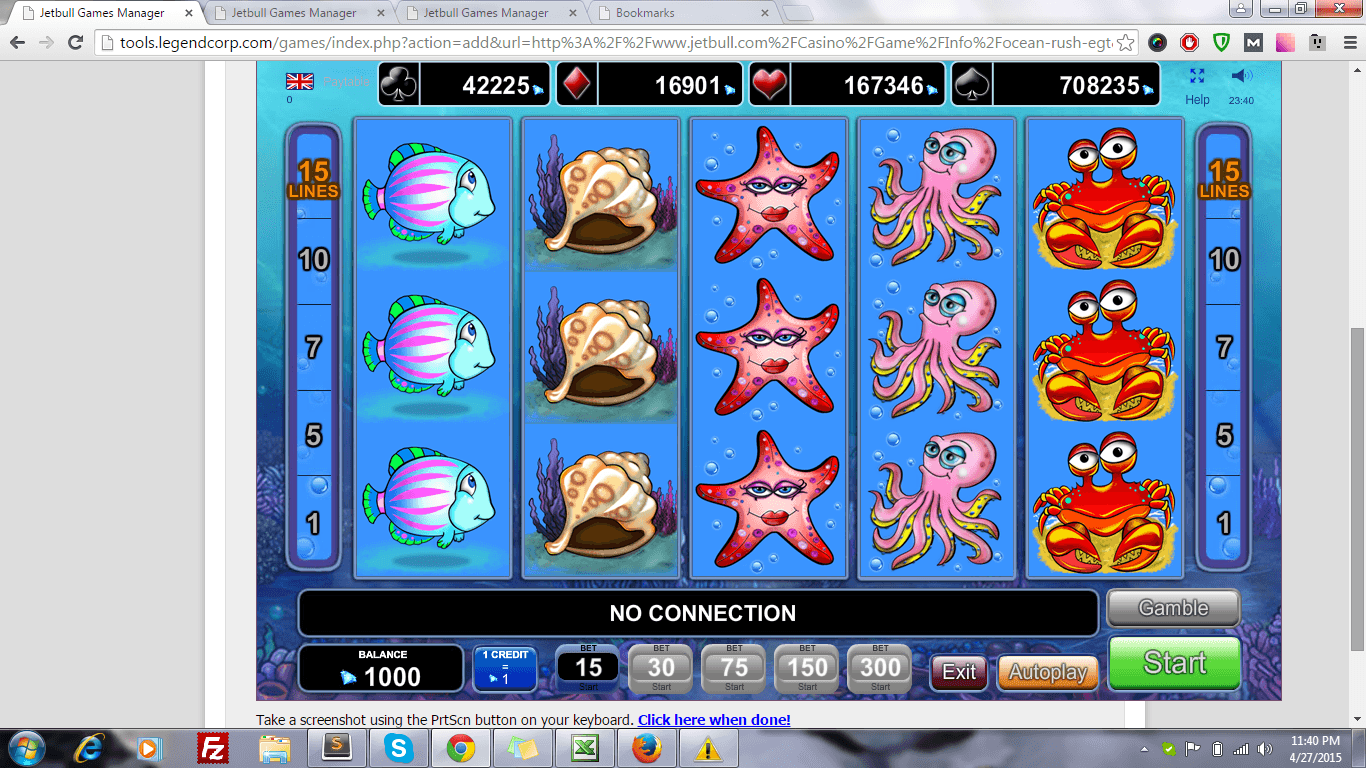 Jetbull Games Manager
Jetbull Games Manager
Jetbull Games Manager
Bookmarks
tools.legendcorp.com/games/index.php?action=add&url=http%3A%2F%2Fwww.jetbull.com%2FCasino%2FGame%2FInfo%2Focean-rush-egt
Paytable 42225 16901 167346 708235
0
Help 23:40
15 LINES
10
7
5
1
15 LINES
10
7
5
1
NO CONNECTION
Gamble
BALANCE
1000
1 CREDIT
=
1
BET
15
Start
BET
30
Start
BET
75
Start
BET
150
Start
BET
300
Start
Exit
Autoplay
Start
Take a screenshot using the PrtScn button on your keyboard. Click here when done!
11:40 PM
4/27/2015